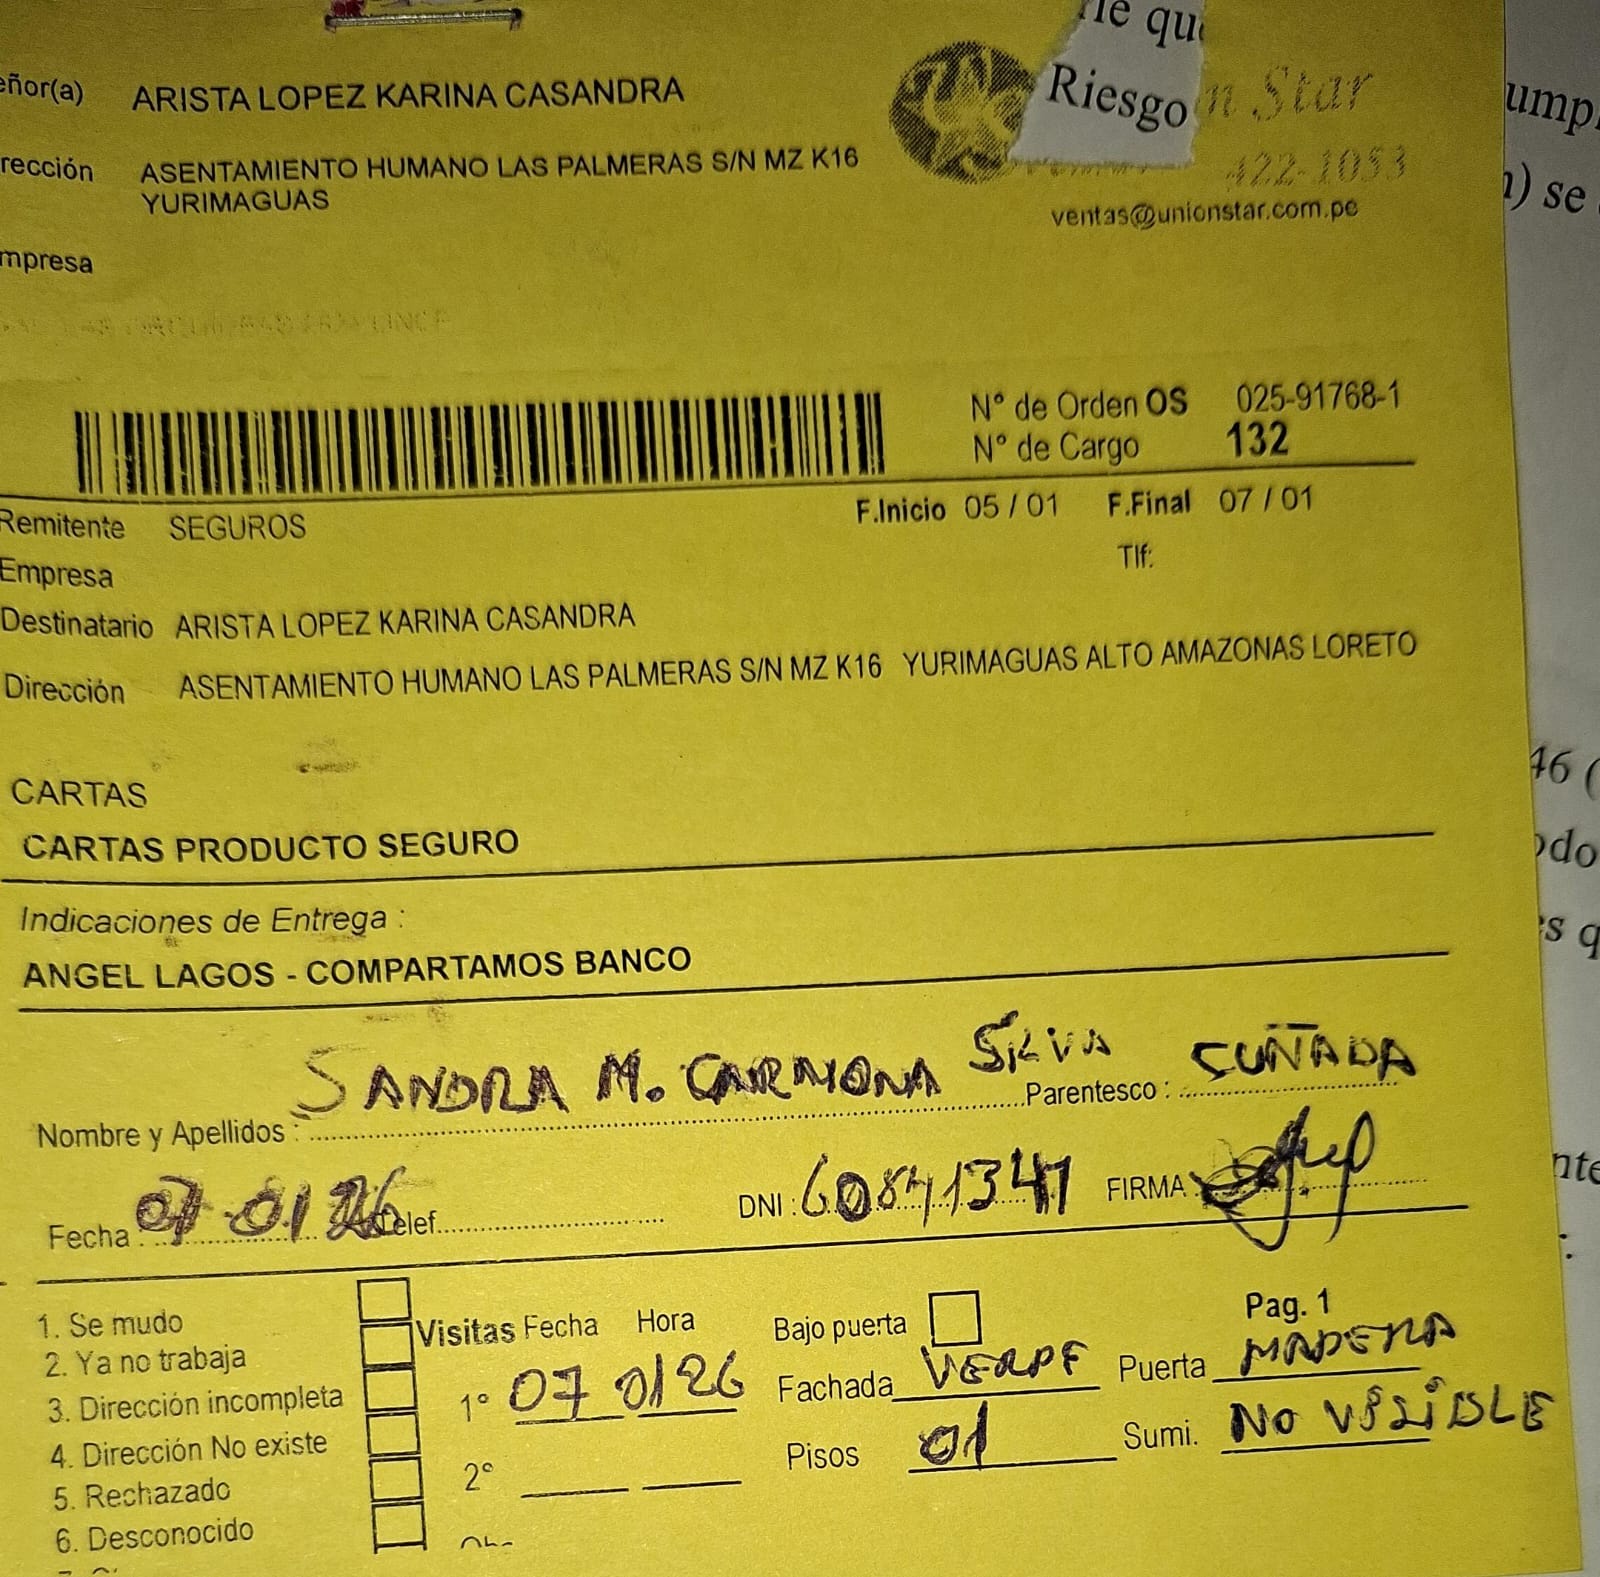 ñor(a) ARISTA LOPEZ KARINA CASANDRA
rección ASENTAMIENTO HUMANO LAS PALMERAS S/N MZ K16
YURIMAGUAS
mpresa
Riesgo
n Star
422-1053
ventas@unionstar.com.pe
N° de Orden OS 025-91768-1
N° de Cargo 132
Remitente SEGUROS
F.Inicio 05 / 01 F.Final 07 / 01
Empresa
Tlf:
Destinatario ARISTA LOPEZ KARINA CASANDRA
Dirección ASENTAMIENTO HUMANO LAS PALMERAS S/N MZ K16 YURIMAGUAS ALTO AMAZONAS LORETO
CARTAS
CARTAS PRODUCTO SEGURO
Indicaciones de Entrega :
ANGEL LAGOS - COMPARTAMOS BANCO
Nombre y Apellidos : SANDRA M. CARMONA SILVA Parentesco : CUÑADA
Fecha : 07 01 26 Telef. DNI : 60841341 FIRMA
1. Se mudo
2. Ya no trabaja
3. Dirección incompleta
4. Dirección No existe
5. Rechazado
6. Desconocido
Visitas Fecha Hora
1° 07 01 26
2°
Bajo puerta
Pag. 1
Fachada VERDE Puerta MADERA
Pisos 01 Sumi. NO VISIBLE